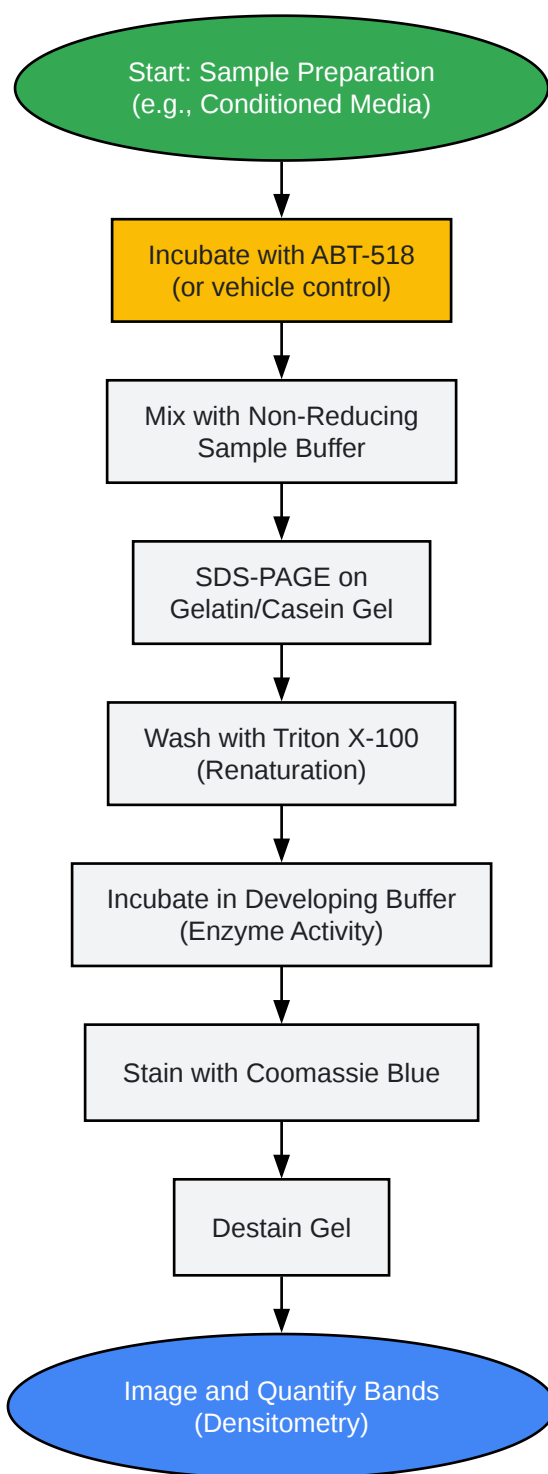 Start: Sample Preparation
(e.g., Conditioned Media)
Incubate with ABT-518
(or vehicle control)
Mix with Non-Reducing
Sample Buffer
SDS-PAGE on
Gelatin/Casein Gel
Wash with Triton X-100
(Renaturation)
Incubate in Developing Buffer
(Enzyme Activity)
Stain with Coomassie Blue
Destain Gel
Image and Quantify Bands
(Densitometry)